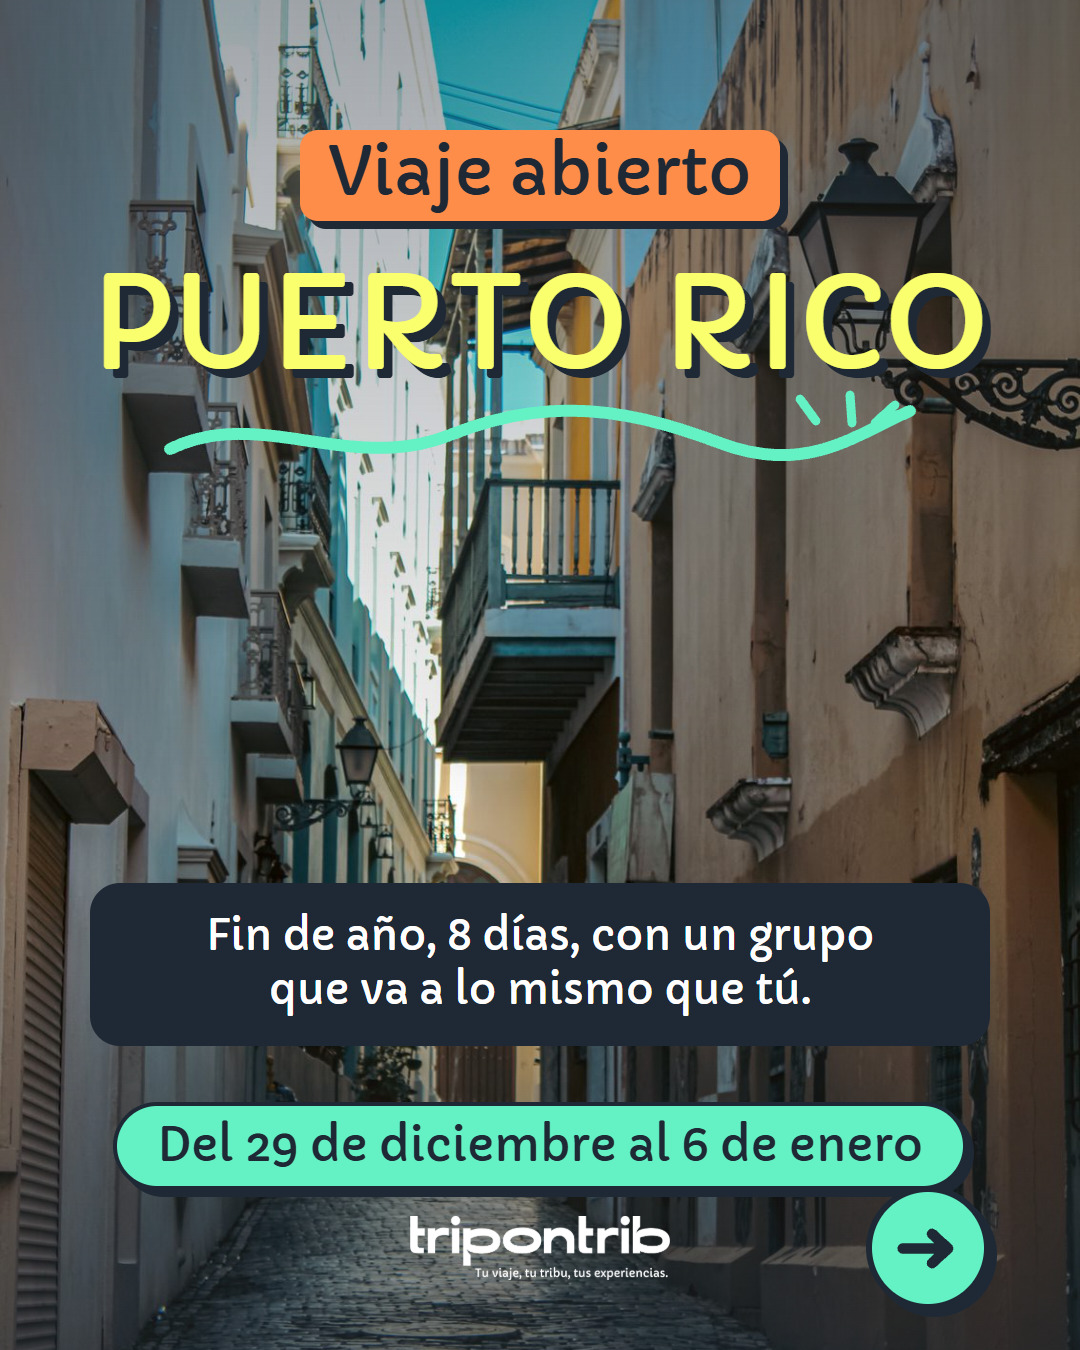 Viaje abierto
PUERTO RICO
Fin de año, 8 días, con un grupo
que va a lo mismo que tú.
Del 29 de diciembre al 6 de enero
tripontrib
Tu viaje, tu tribu, tus experiencias.